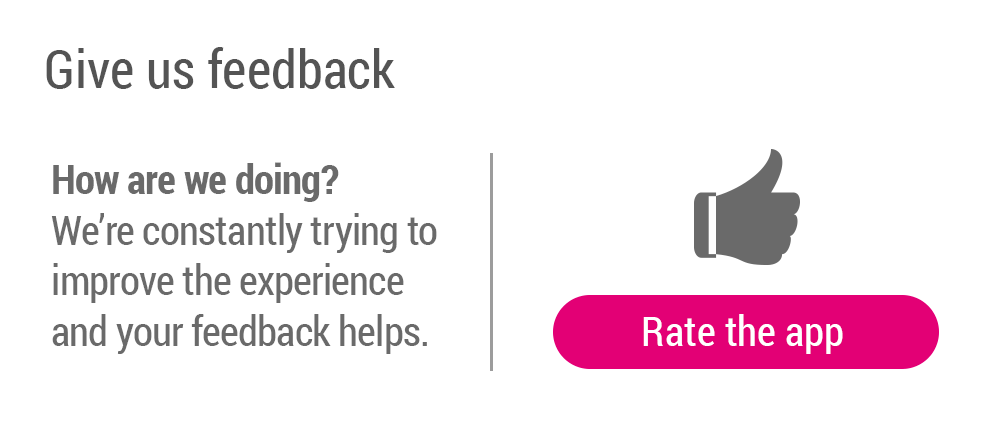 Give us feedback
How are we doing?
We’re constantly trying to
improve the experience
and your feedback helps.
Rate the app